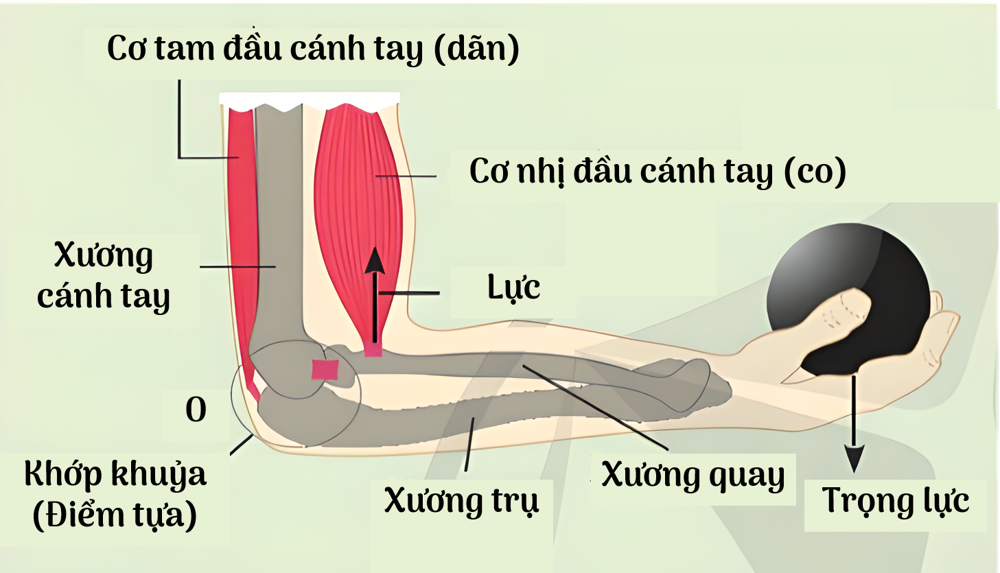 Cơ tam đầu cánh tay (dãn)
Cơ nhị đầu cánh tay (co)
Xương
cánh tay
Lực
O
Khớp khuỷa
(Điểm tựa)
Xương trụ
Xương quay
Trọng lực